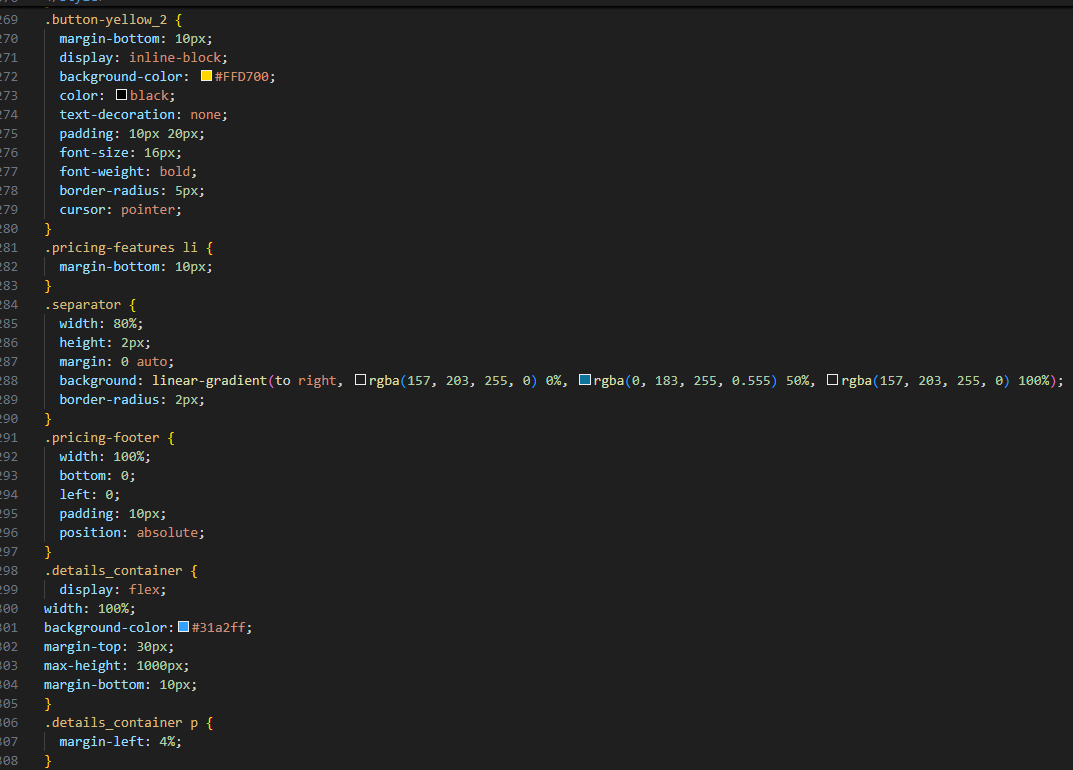 269 .button-yellow_2 {
270 margin-bottom: 10px;
271 display: inline-block;
272 background-color: #FFD700;
273 color: black;
274 text-decoration: none;
275 padding: 10px 20px;
276 font-size: 16px;
277 font-weight: bold;
278 border-radius: 5px;
279 cursor: pointer;
280 }
281 .pricing-features li {
282 margin-bottom: 10px;
283 }
284 .separator {
285 width: 80%;
286 height: 2px;
287 margin: 0 auto;
288 background: linear-gradient(to right, rgba(157, 203, 255, 0) 0%, rgba(0, 183, 255, 0.555) 50%, rgba(157, 203, 255, 0) 100%);
289 border-radius: 2px;
290 }
291 .pricing-footer {
292 width: 100%;
293 bottom: 0;
294 left: 0;
295 padding: 10px;
296 position: absolute;
297 }
298 .details_container {
299 display: flex;
300 width: 100%;
301 background-color: #31a2ff;
302 margin-top: 30px;
303 max-height: 1000px;
304 margin-bottom: 10px;
305 }
306 .details_container p {
307 margin-left: 4%;
308 }